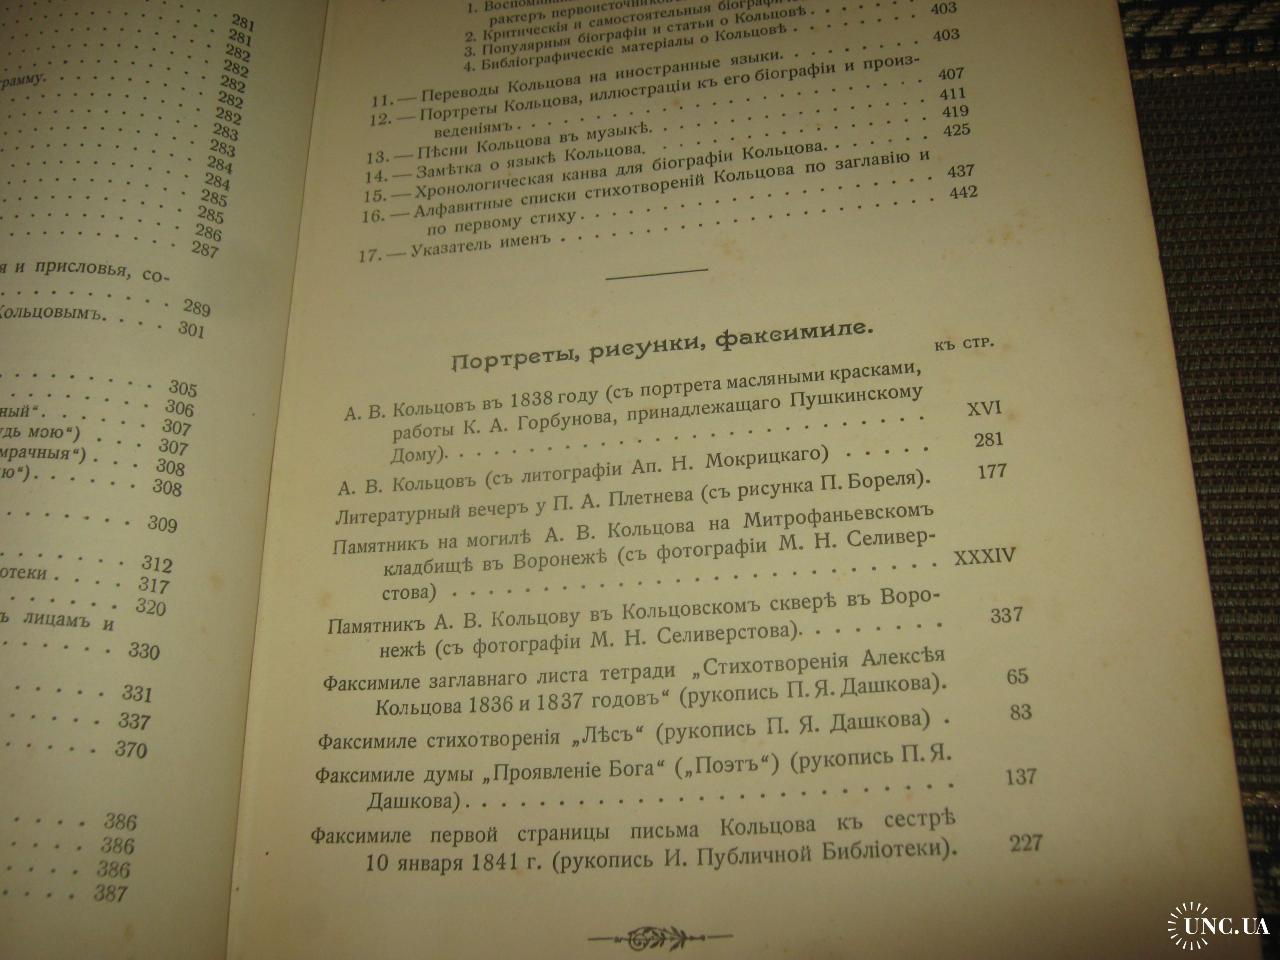 281
281
282
282
грамму. 282
282
282
283
283
284
284
285
285
286
287
я и присловья, со-
289
Кольцовымъ. . . . 301
305
306
ный“. 307
удь мою“) . . . 307
мрачныя“) . . . 308
ю“). 308
309
312
отеки . . . 317
320
ъ лицамъ и
330
331
337
370
386
386
386
387
1.
рактеръ
2. Критическія и самостоятельныя
3. Популярныя біографіи и статьи о Кольцовѣ 403
4. Библіографическіе матеріалы о Кольцовѣ
11. — Переводы Кольцова на иностранные языки. 403
12. — Портреты Кольцова, иллюстраціи къ его біографіи и произ-
веденіямъ. 407
13. — Пѣсни Кольцова въ музыкѣ. 411
14. — Замѣтка о языкѣ Кольцова. 419
15. — Хронологическая канва для біографіи Кольцова. 425
16. — Алфавитные списки стихотвореній Кольцова по заглавію и
по первому стиху. 437
17. — Указатель именъ 442
Портреты, рисунки, факсимиле.
къ стр.
А. В. Кольцовъ въ 1838 году (съ портрета масляными красками,
работы К. А. Горбунова, принадлежащаго Пушкинскому
Дому). XVI
А. В. Кольцовъ (съ литографіи Ап. Н. Мокрицкаго) . . . . . 281
Литературный вечеръ у П. А. Плетнева (съ рисунка П. Бореля). 177
Памятникъ на могилѣ А. В. Кольцова на Митрофаньевскомъ
кладбищѣ въ Воронежѣ (съ фотографіи М. Н. Селивер-
стова) XXXIV
Памятникъ А. В. Кольцову въ Кольцовскомъ скверѣ въ Воро-
нежѣ (съ фотографіи М. Н. Селиверстова). 337
Факсимиле заглавнаго листа тетради „Стихотворенія Алексѣя
Кольцова 1836 и 1837 годовъ“ (рукопись П. Я. Дашкова). 65
Факсимиле стихотворенія „Лѣсъ“ (рукопись П. Я. Дашкова) . 83
Факсимиле думы „Проявленіе Бога“ („Поэтъ“) (рукопись П. Я.
Дашкова). 137
Факсимиле первой страницы письма Кольцова къ сестрѣ
10 января 1841 г. (рукопись И. Публичной Библіотеки). 227
UNC.UA